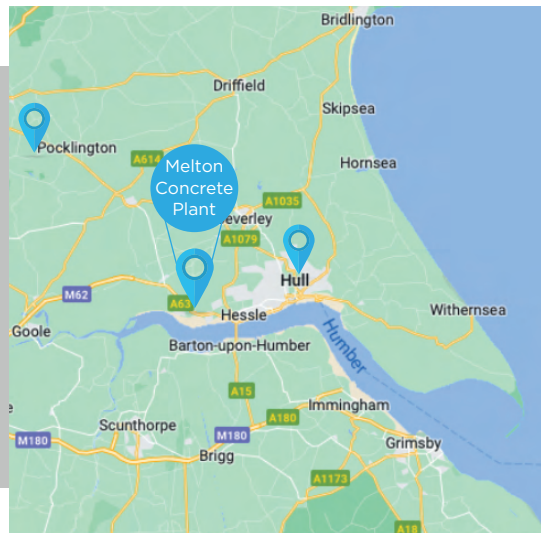 Bridlington
Driffield
Skipsea
Pocklington
A614
Hornsea
Melton
Concrete
Plant
A1035
everley
A1079
Hull
M62
A63
Goole
Hessle
Withernsea
Humber
Barton-upon-Humber
A15
Immingham
A180
Scunthorpe
M180
M180
Grimsby
Brigg
A1173
A18